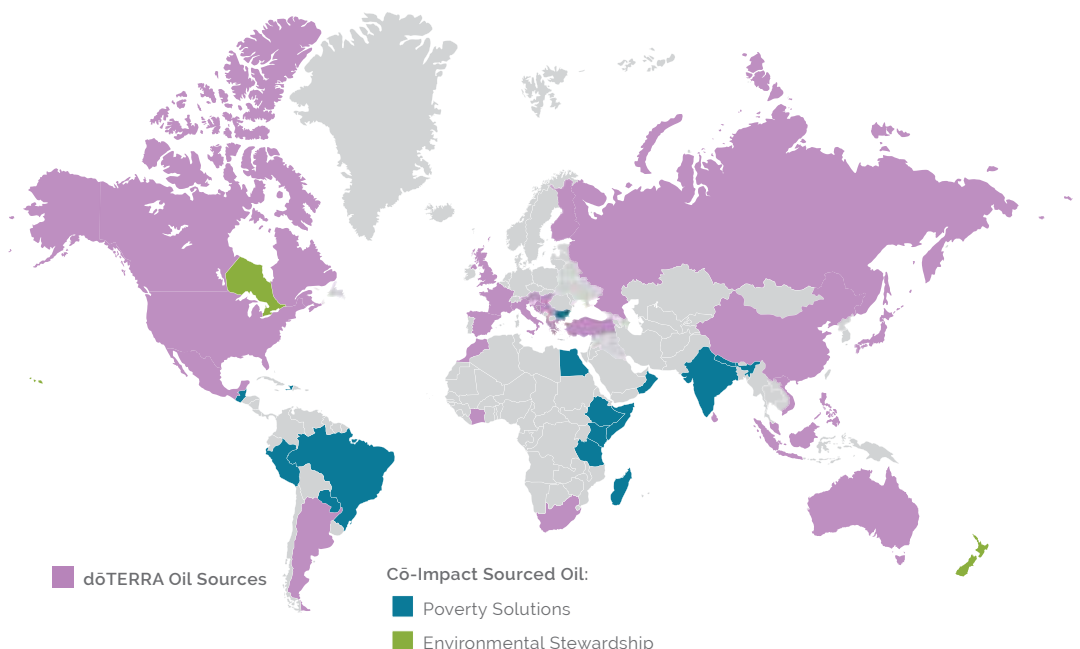 dōTERRA Oil Sources
Cō-Impact Sourced Oil:
Poverty Solutions
Environmental Stewardship